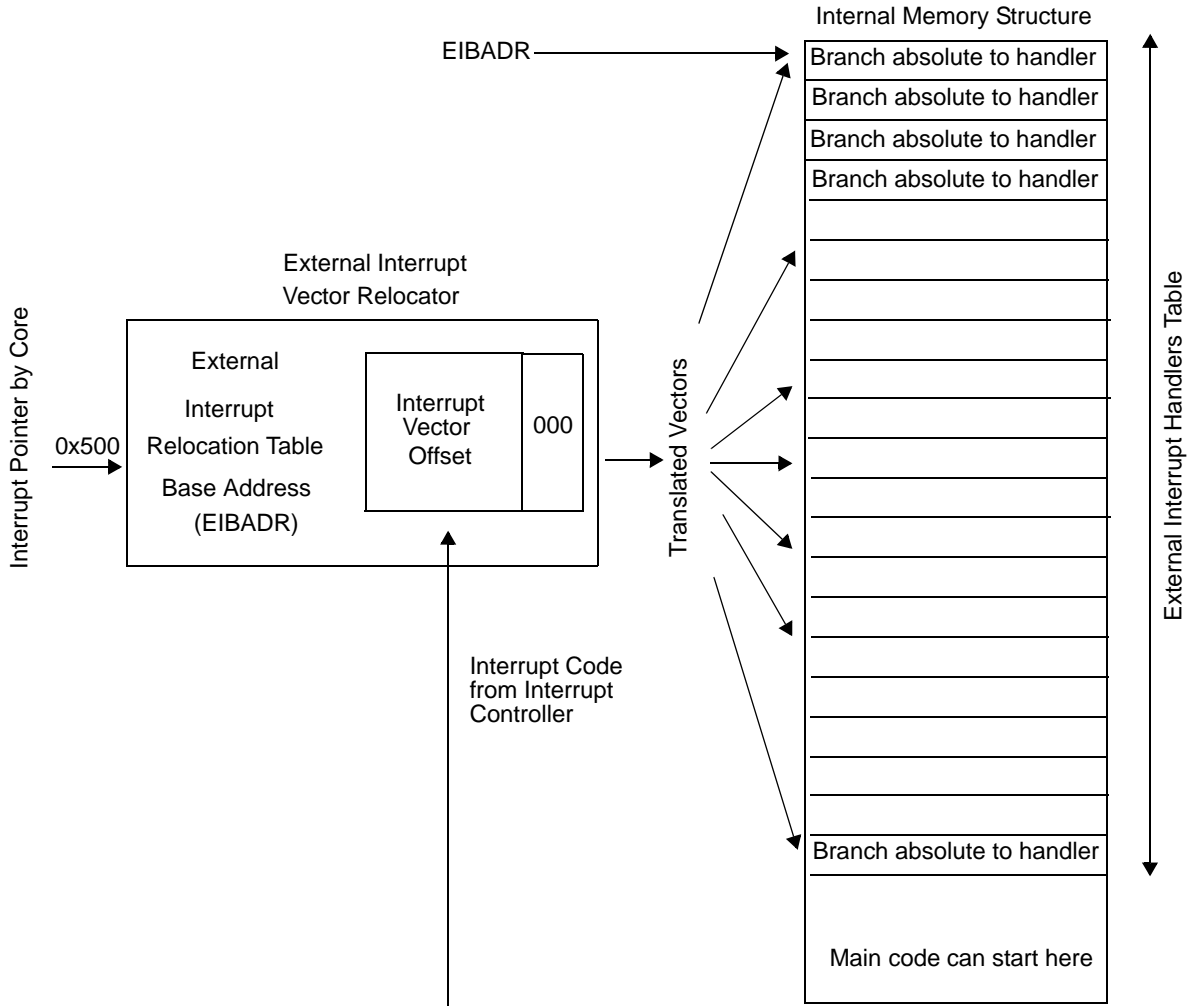 Internal Memory Structure
EIBADR
Branch absolute to handler
Branch absolute to handler
Branch absolute to handler
Branch absolute to handler
External Interrupt
Vector Relocator
Interrupt Pointer by Core
0x500
External
Interrupt
Relocation Table
Base Address
(EIBADR)
Interrupt
Vector
Offset
000
Translated Vectors
External Interrupt Handlers Table
Interrupt Code
from Interrupt
Controller
Branch absolute to handler
Main code can start here